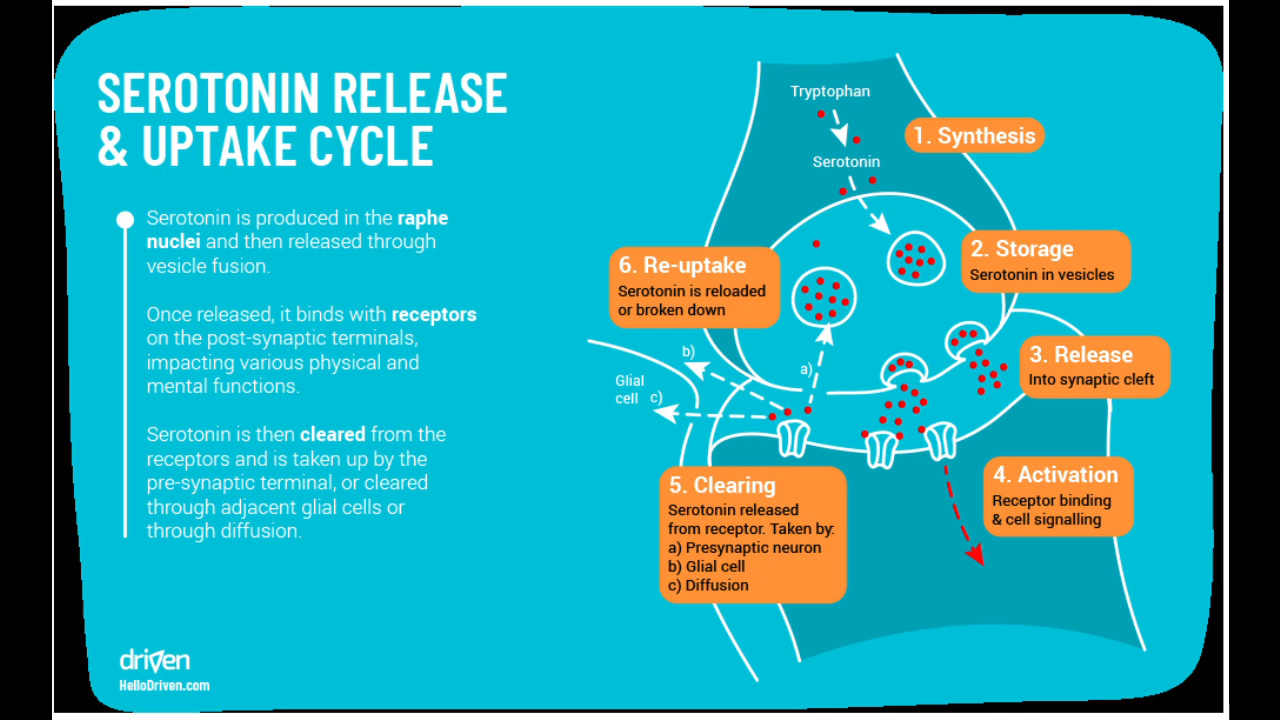 SEROTONIN RELEASE
& UPTAKE CYCLE
Serotonin is produced in the raphe
nuclei and then released through
vesicle fusion.
Once released, it binds with receptors
on the post-synaptic terminals,
impacting various physical and
mental functions.
Serotonin is then cleared from the
receptors and is taken up by the
pre-synaptic terminal, or cleared
through adjacent glial cells or
through diffusion.
driven
HelloDriven.com
Tryptophan
Serotonin
1. Synthesis
2. Storage
Serotonin in vesicles
3. Release
Into synaptic cleft
4. Activation
Receptor binding
& cell signalling
5. Clearing
Serotonin released
from receptor. Taken by:
a) Presynaptic neuron
b) Glial cell
c) Diffusion
6. Re-uptake
Serotonin is reloaded
or broken down
a)
b)
Glial
cell
c)